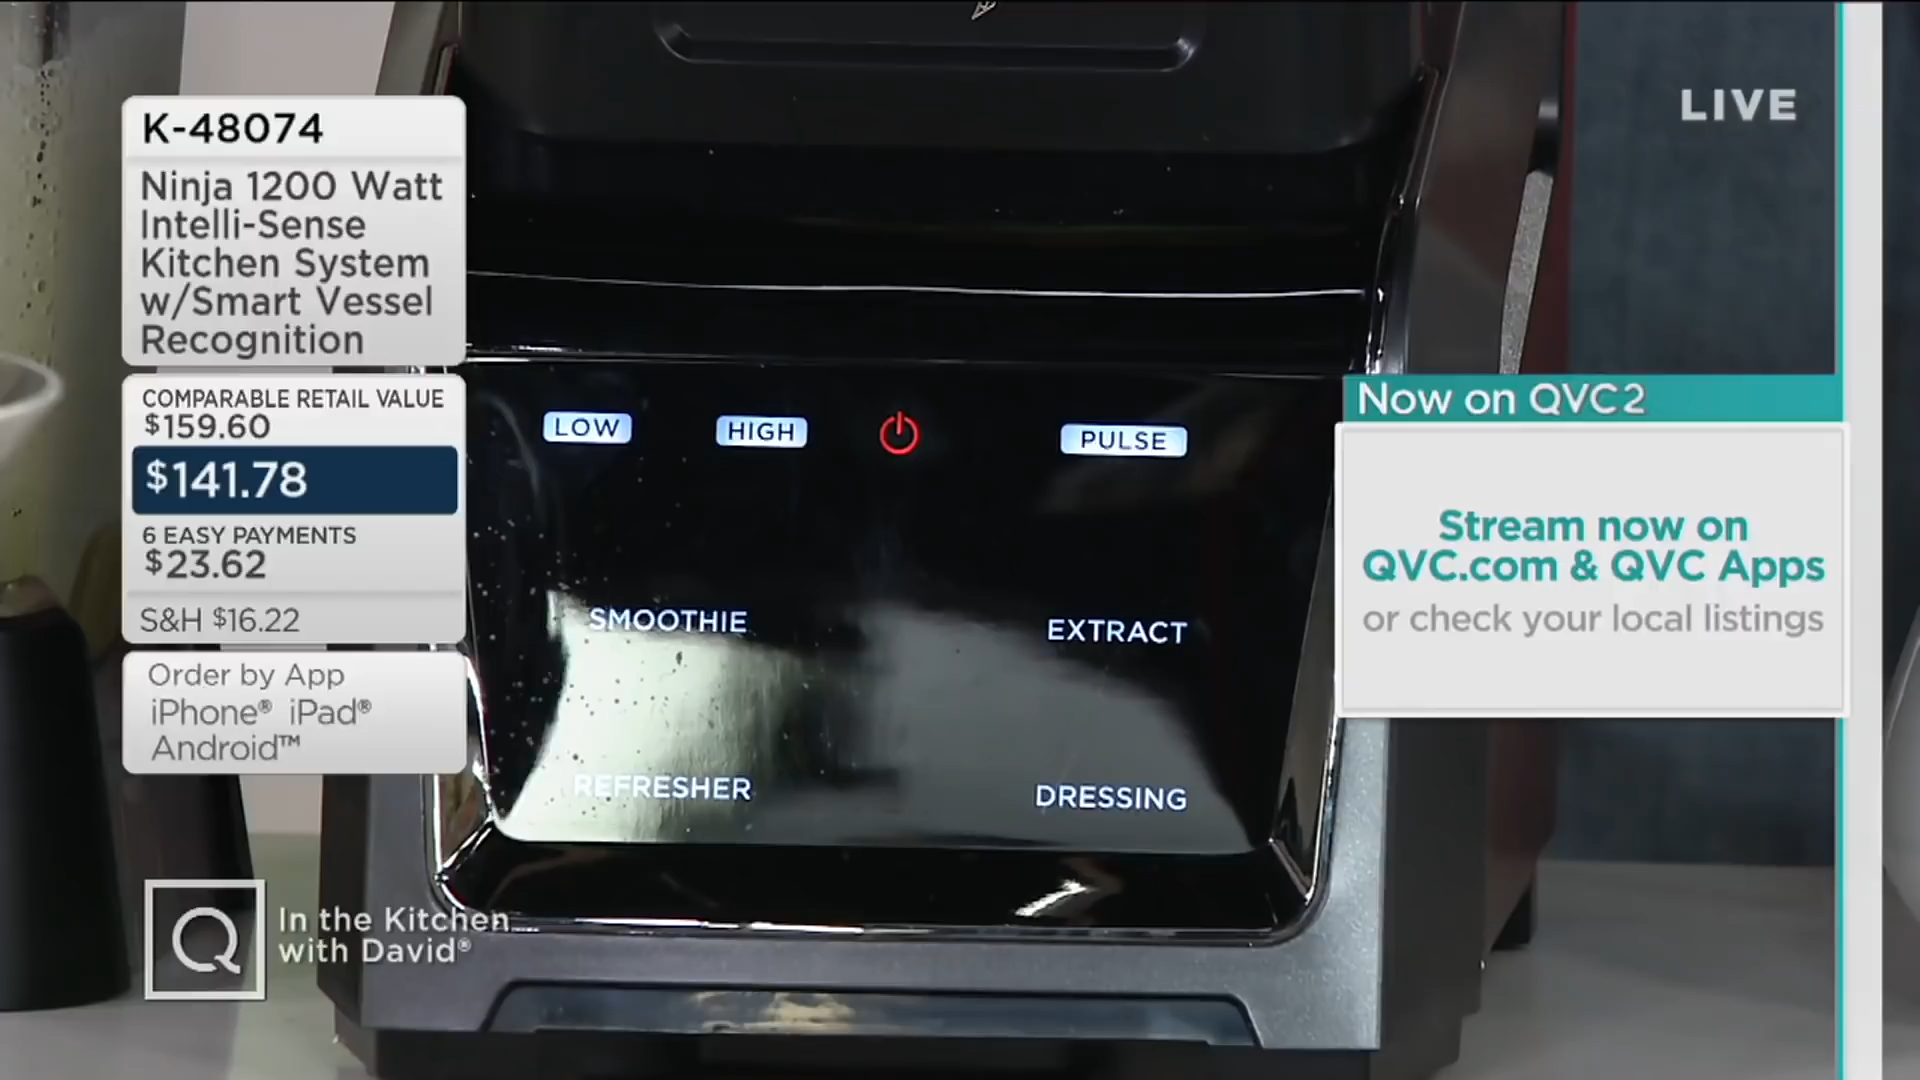 K-48074
Ninja 1200 Watt
Intelli-Sense
Kitchen System
w/Smart Vessel
Recognition
COMPARABLE RETAIL VALUE
$159.60
$141.78
6 EASY PAYMENTS
$23.62
S&H $16.22
Order by App
iPhone® iPad®
Android™
Q
In the Kitchen
with David®
LOW HIGH PULSE
SMOOTHIE EXTRACT
REFRESHER DRESSING
LIVE
Now on QVC2
Stream now on
QVC.com & QVC Apps
or check your local listings